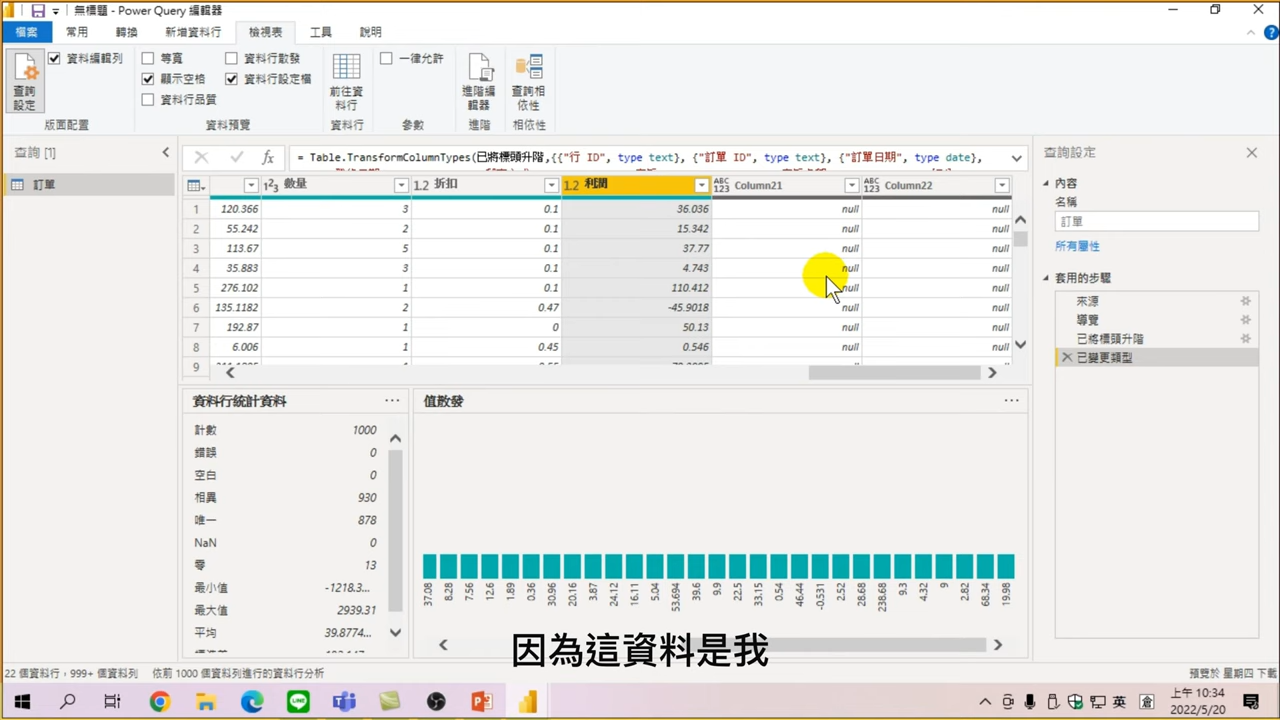 無標題 - Power Query 編輯器
檔案 常用 轉換 新增資料行 檢視表 工具 說明
查詢設定
資料編輯列
等寬
顯示空格
資料行品質
資料行散發
資料行設定檔
前往資料行
一律允許
進階編輯器
查詢相依性
版面配置 資料預覽 資料行 參數 進階 相依性
查詢 [1]
訂單
= Table.TransformColumnTypes(已將標頭升階,{{"行 ID", type text}, {"訂單 ID", type text}, {"訂單日期", type date},
1²3 數量 1.2 折扣 1.2 利潤 ABC123 Column21 ABC123 Column22
1 120.366 3 0.1 36.036 null null
2 55.242 2 0.1 15.342 null null
3 113.67 5 0.1 37.77 null null
4 35.883 3 0.1 4.743 null null
5 276.102 1 0.1 110.412 null null
6 135.1182 2 0.47 -45.9018 null null
7 192.87 1 0 50.13 null null
8 6.006 1 0.45 0.546 null null
9
資料行統計資料 ...
計數 1000
錯誤 0
空白 0
相異 930
唯一 878
NaN 0
零 13
最小值 -1218.3...
最大值 2939.31
平均 39.8774...
值散發 ...
37.08 8.28 7.56 12.6 1.89 0.36 30.96 20.16 3.87 24.12 16.11 5.04 53.694 39.6 9.9 22.5 33.15 0.54 46.44 -0.531 2.52 28.68 238.68 9.3 4.32 9 2.82 68.34 19.98
查詢設定
內容
名稱
訂單
所有屬性
套用的步驟
來源
導覽
已將標頭升階
已變更類型
因為這資料是我
22 個資料行，999+ 個資料列 依前 1000 個資料列進行的資料行分析
預覽於 星期四 下載
英
上午 10:34
2022/5/20